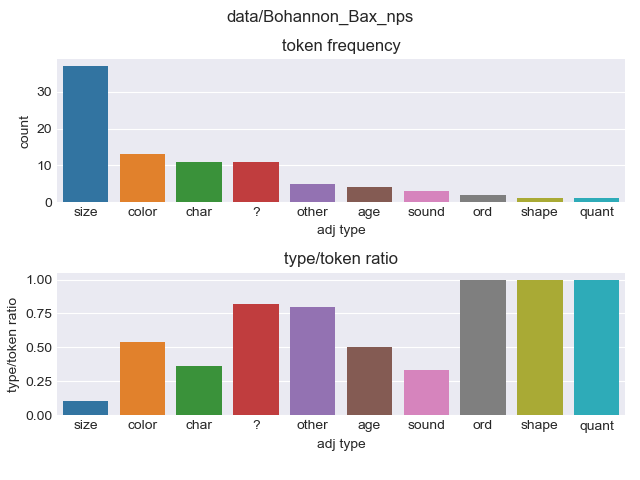 data/Bohannon_Bax_nps
token frequency
30
20
10
0
count
size color char ? other age sound ord shape quant
adj type
type/token ratio
1.00
0.75
0.50
0.25
0.00
type/token ratio
size color char ? other age sound ord shape quant
adj type